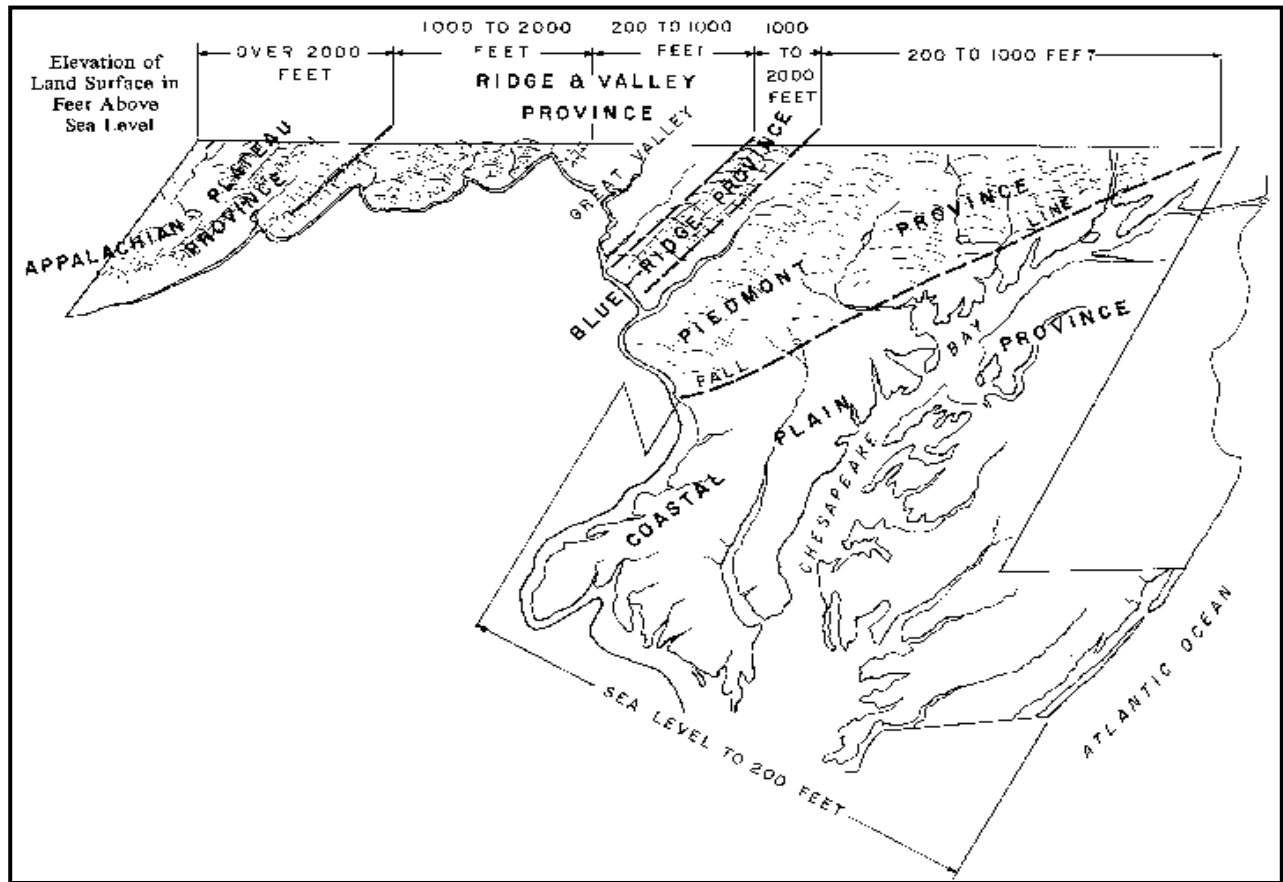 Elevation of
Land Surface in
Feer Above
Sea Level
OVER 2000
FEET
1000 TO 2000
FEET
200 TO 1000
FEET
1000
TO
2000
FEET
200 TO 1000 FEFT
RIDGE & VALLEY
PROVINCE
GREAT VALLEY
APPALACHIAN PLATEAU
PROVINCE
BLUE RIDGE PROVINCE
PIEDMONT PROVINCE
FALL LINE
COASTAL PLAIN PROVINCE
CHESAPEAKE BAY
SEA LEVEL TO 200 FEET
ATLANTIC OCEAN